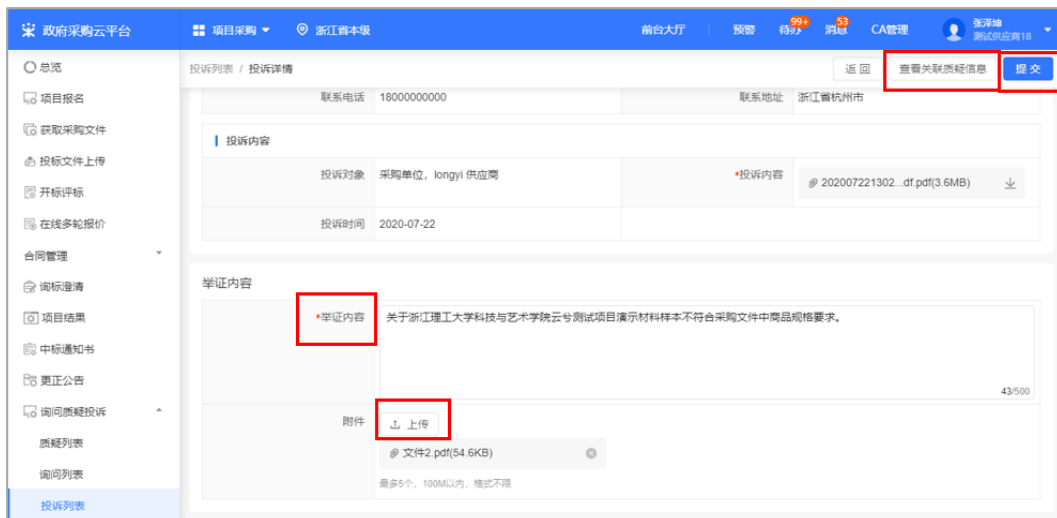 政府采购云平台 项目采购 浙江省本级 前台大厅 预警 待办 99+ 消息 53 CA管理 张泽坤
测试供应商18
总览 投诉列表 / 投诉详情 返回 查看关联质疑信息 提交
项目报名 联系电话 18000000000 联系地址 浙江省杭州市
获取采购文件
投诉内容
投标文件上传
投诉对象 采购单位，longyi 供应商 *投诉内容 202007221302...df.pdf(3.6MB)
开标评标
在线多轮报价 投诉时间 2020-07-22
合同管理
询标澄清 举证内容
项目结果 *举证内容 关于浙江理工大学科技与艺术学院云兮测试项目演示材料样本不符合采购文件中商品规格要求。
中标通知书
更正公告
43/500
询问质疑投诉 附件 上传
质疑列表
文件2.pdf(54.6KB)
询问列表
最多5个，100M以内，格式不限
投诉列表